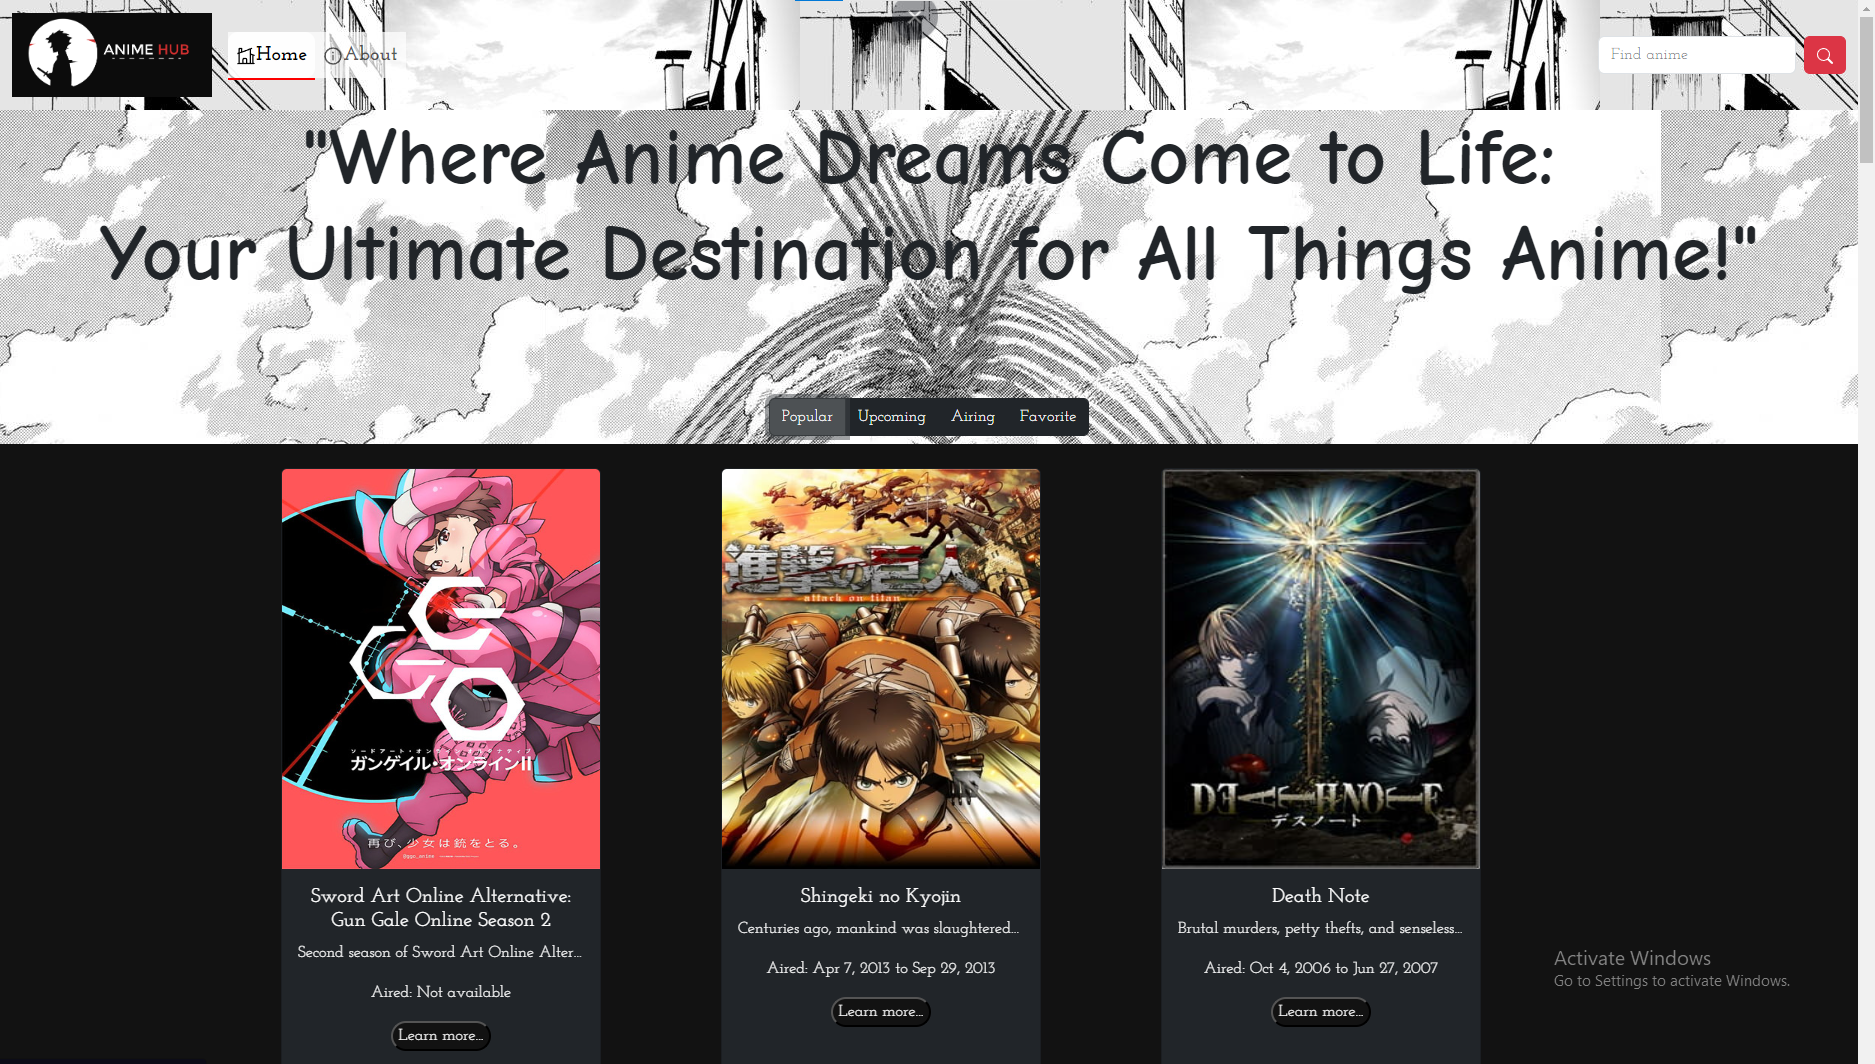 ANIME HUB
Home
About
Find anime
"Where Anime Dreams Come to Life:
Your Ultimate Destination for All Things Anime!"
Popular
Upcoming
Airing
Favorite
ソードアート・オンライン オルタナティブ
ガンゲイル・オンラインII
再び、少女は銃をとる。
進撃の巨人
attack on titan
DEATH NOTE
デスノート
Sword Art Online Alternative:
Gun Gale Online Season 2
Second season of Sword Art Online Alter...
Aired: Not available
Learn more...
Shingeki no Kyojin
Centuries ago, mankind was slaughtered...
Aired: Apr 7, 2013 to Sep 29, 2013
Learn more...
Death Note
Brutal murders, petty thefts, and senseless...
Aired: Oct 4, 2006 to Jun 27, 2007
Learn more...
Activate Windows
Go to Settings to activate Windows.